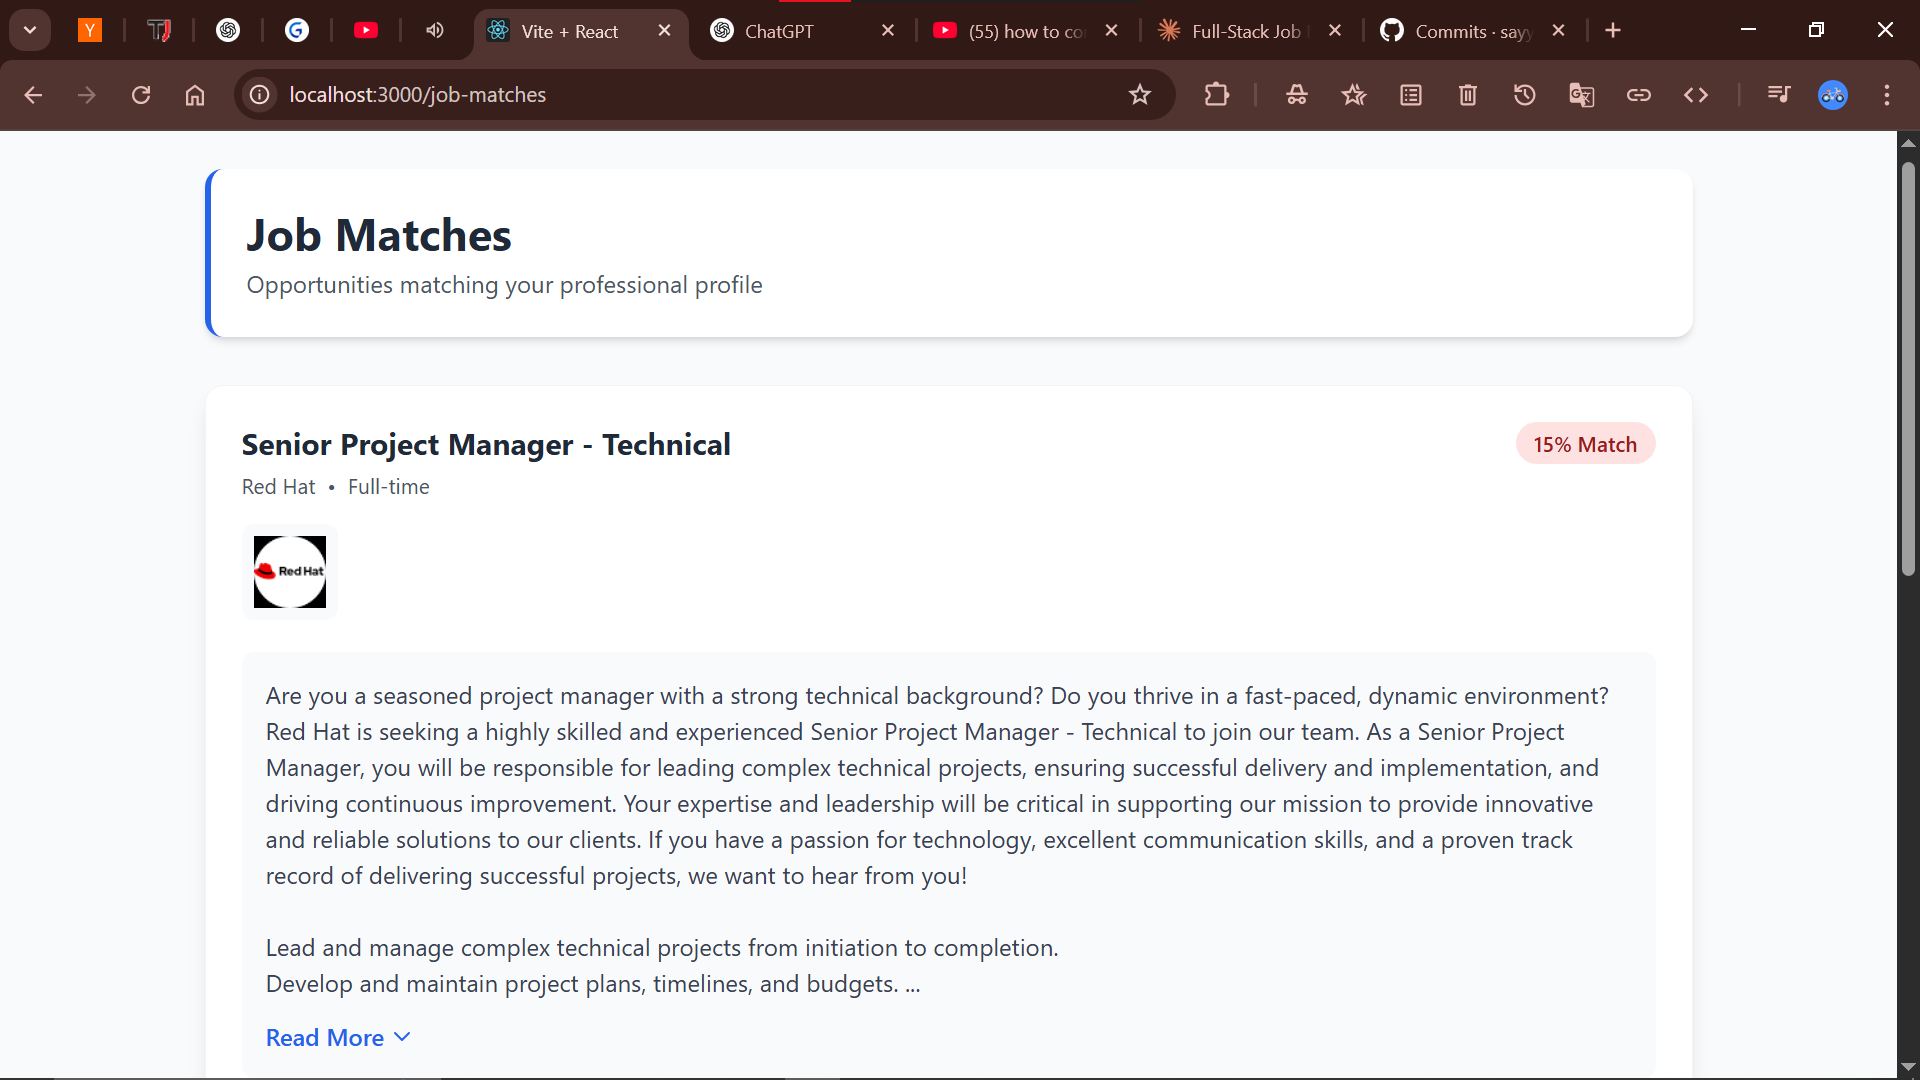 Y
TJ
G
Vite + React
ChatGPT
(55) how to co
Full-Stack Job
Commits · sayy
localhost:3000/job-matches
Job Matches
Opportunities matching your professional profile
Senior Project Manager - Technical
15% Match
Red Hat • Full-time
Red Hat
Are you a seasoned project manager with a strong technical background? Do you thrive in a fast-paced, dynamic environment?
Red Hat is seeking a highly skilled and experienced Senior Project Manager - Technical to join our team. As a Senior Project
Manager, you will be responsible for leading complex technical projects, ensuring successful delivery and implementation, and
driving continuous improvement. Your expertise and leadership will be critical in supporting our mission to provide innovative
and reliable solutions to our clients. If you have a passion for technology, excellent communication skills, and a proven track
record of delivering successful projects, we want to hear from you!
Lead and manage complex technical projects from initiation to completion.
Develop and maintain project plans, timelines, and budgets. ...
Read More